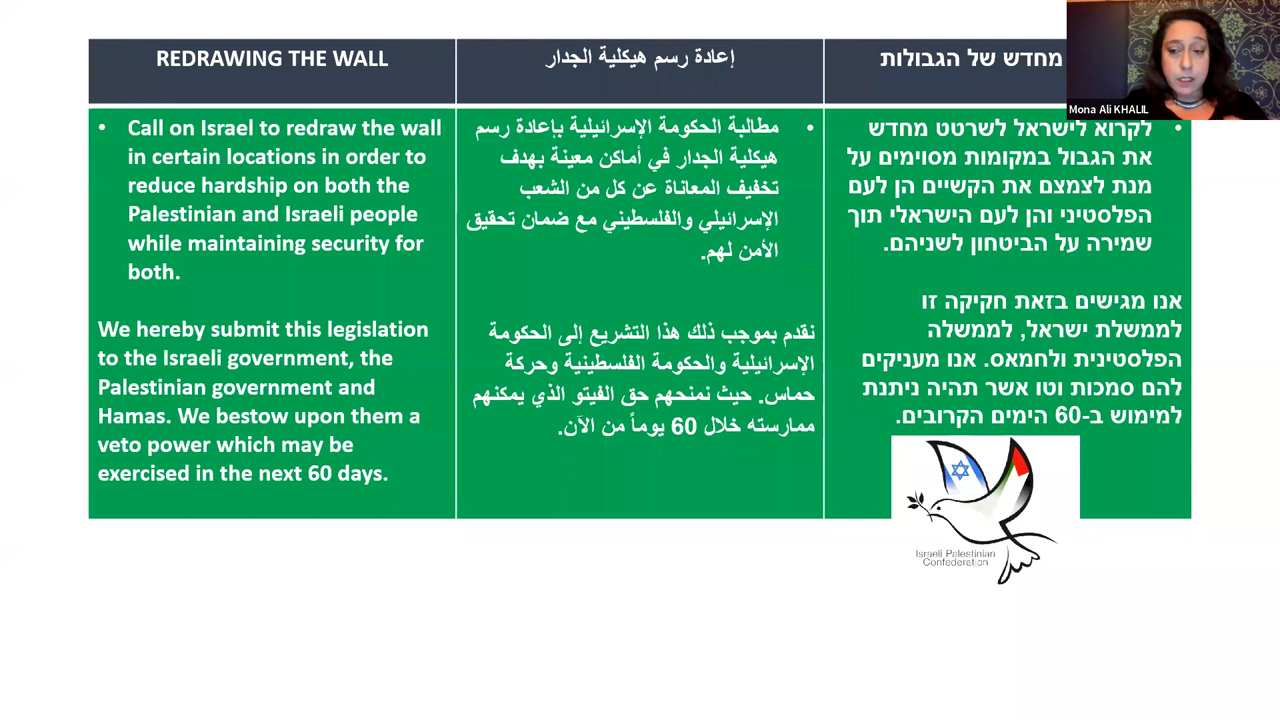 REDRAWING THE WALL
Call on Israel to redraw the wall
in certain locations in order to
reduce hardship on both the
Palestinian and Israeli people
while maintaining security for
both.
We hereby submit this legislation
to the Israeli government, the
Palestinian government and
Hamas. We bestow upon them a
veto power which may be
exercised in the next 60 days.
إعادة رسم هيكلية الجدار
مطالبة الحكومة الإسرائيلية بإعادة رسم
هيكلية الجدار في أماكن معينة بهدف
تخفيف المعاناة عن كل من الشعب
الإسرائيلي والفلسطيني مع ضمان تحقيق
الأمن لهم.
نقدم بموجب ذلك هذا التشريع إلى الحكومة
الإسرائيلية والحكومة الفلسطينية وحركة
حماس. حيث نمنحهم حق الفيتو الذي يمكنهم
ممارسته خلال 60 يوماً من الآن.
מחדש של הגבולות
לקרוא לישראל לשרטט מחדש
את הגבול במקומות מסוימים על
מנת לצמצם את הקשיים הן לעם
הפלסטיני והן לעם הישראלי תוך
שמירה על הביטחון לשניהם.
אנו מגישים בזאת חקיקה זו
לממשלת ישראל, לממשלה
הפלסטינית ולחמאס. אנו מעניקים
להם סמכות וטו אשר תהיה ניתנת
למימוש ב-60 הימים הקרובים.
Israeli Palestinian
Confederation
Mona Ali KHALIL